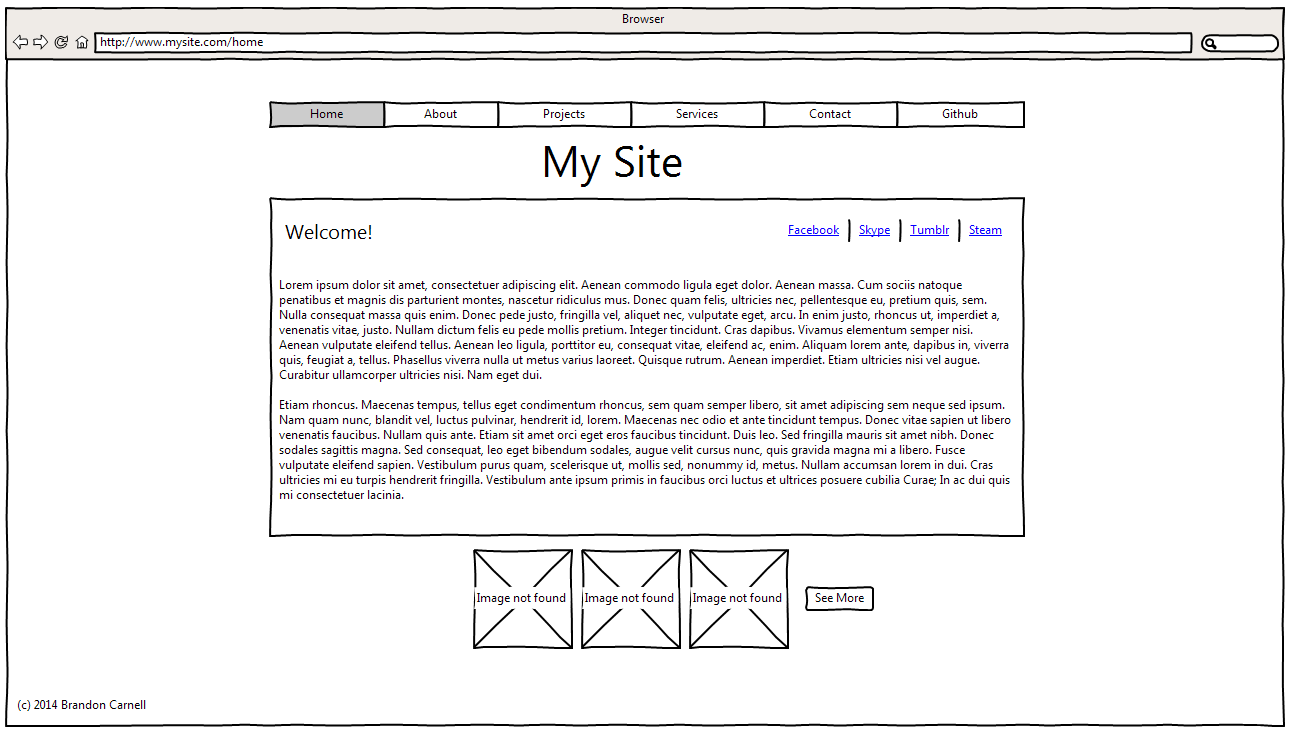 Browser
http://www.mysite.com/home
Home About Projects Services Contact Github
My Site
Welcome! Facebook Skype Tumblr Steam
Lorem ipsum dolor sit amet, consectetuer adipiscing elit. Aenean commodo ligula eget dolor. Aenean massa. Cum sociis natoque
penatibus et magnis dis parturient montes, nascetur ridiculus mus. Donec quam felis, ultricies nec, pellentesque eu, pretium quis, sem.
Nulla consequat massa quis enim. Donec pede justo, fringilla vel, aliquet nec, vulputate eget, arcu. In enim justo, rhoncus ut, imperdiet a,
venenatis vitae, justo. Nullam dictum felis eu pede mollis pretium. Integer tincidunt. Cras dapibus. Vivamus elementum semper nisi.
Aenean vulputate eleifend tellus. Aenean leo ligula, porttitor eu, consequat vitae, eleifend ac, enim. Aliquam lorem ante, dapibus in, viverra
quis, feugiat a, tellus. Phasellus viverra nulla ut metus varius laoreet. Quisque rutrum. Aenean imperdiet. Etiam ultricies nisi vel augue.
Curabitur ullamcorper ultricies nisi. Nam eget dui.
Etiam rhoncus. Maecenas tempus, tellus eget condimentum rhoncus, sem quam semper libero, sit amet adipiscing sem neque sed ipsum.
Nam quam nunc, blandit vel, luctus pulvinar, hendrerit id, lorem. Maecenas nec odio et ante tincidunt tempus. Donec vitae sapien ut libero
venenatis faucibus. Nullam quis ante. Etiam sit amet orci eget eros faucibus tincidunt. Duis leo. Sed fringilla mauris sit amet nibh. Donec
sodales sagittis magna. Sed consequat, leo eget bibendum sodales, augue velit cursus nunc, quis gravida magna mi a libero. Fusce
vulputate eleifend sapien. Vestibulum purus quam, scelerisque ut, mollis sed, nonummy id, metus. Nullam accumsan lorem in dui. Cras
ultricies mi eu turpis hendrerit fringilla. Vestibulum ante ipsum primis in faucibus orci luctus et ultrices posuere cubilia Curae; In ac dui quis
mi consectetuer lacinia.
Image not found Image not found Image not found See More
(c) 2014 Brandon Carnell